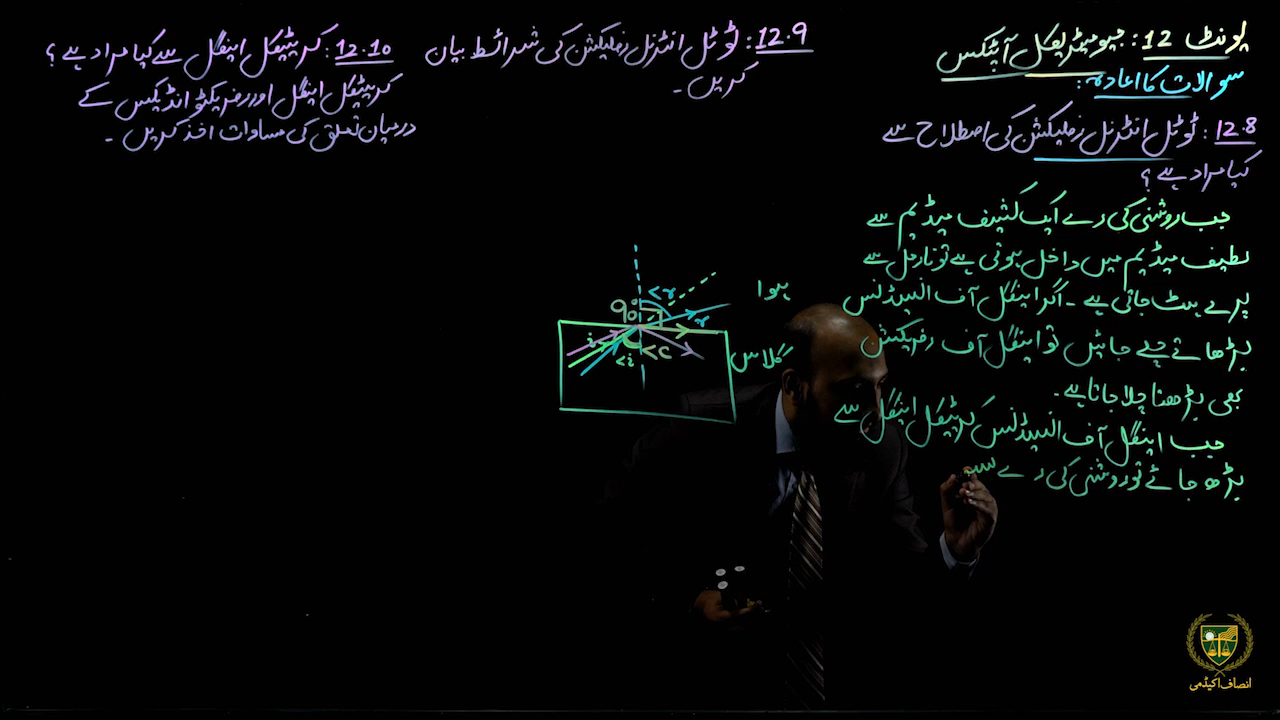 یونٹ 12: جیومیٹریکل آپٹکس
سوالات کا اعادہ:
12.8: ٹوٹل انٹرنل رفلیکشن کی اصطلاح سے
کیا مراد ہے؟
جب روشنی کی رے ایک کثیف میڈیم سے
لطیف میڈیم میں داخل ہوتی ہے تو نارمل سے
پرے ہٹ جاتی ہے۔ اگر اینگل آف انسیڈنس
بڑھاتے چلے جائیں تو اینگل آف رفریکشن
بھی بڑھتا چلا جاتا ہے۔
جب اینگل آف انسیڈنس کریٹیکل اینگل سے
بڑھ جائے تو روشنی کی رے
12.9: ٹوٹل انٹرنل رفلیکشن کی شرائط بیان
کریں۔
ہوا
گلاس
90°
<r
r
i
<i
<c
12.10: کریٹیکل اینگل سے کیا مراد ہے؟
کریٹیکل اینگل اور رفریکٹو انڈیکس کے
درمیان تعلق کی مساوات اخذ کریں۔
انصاف اکیڈمی